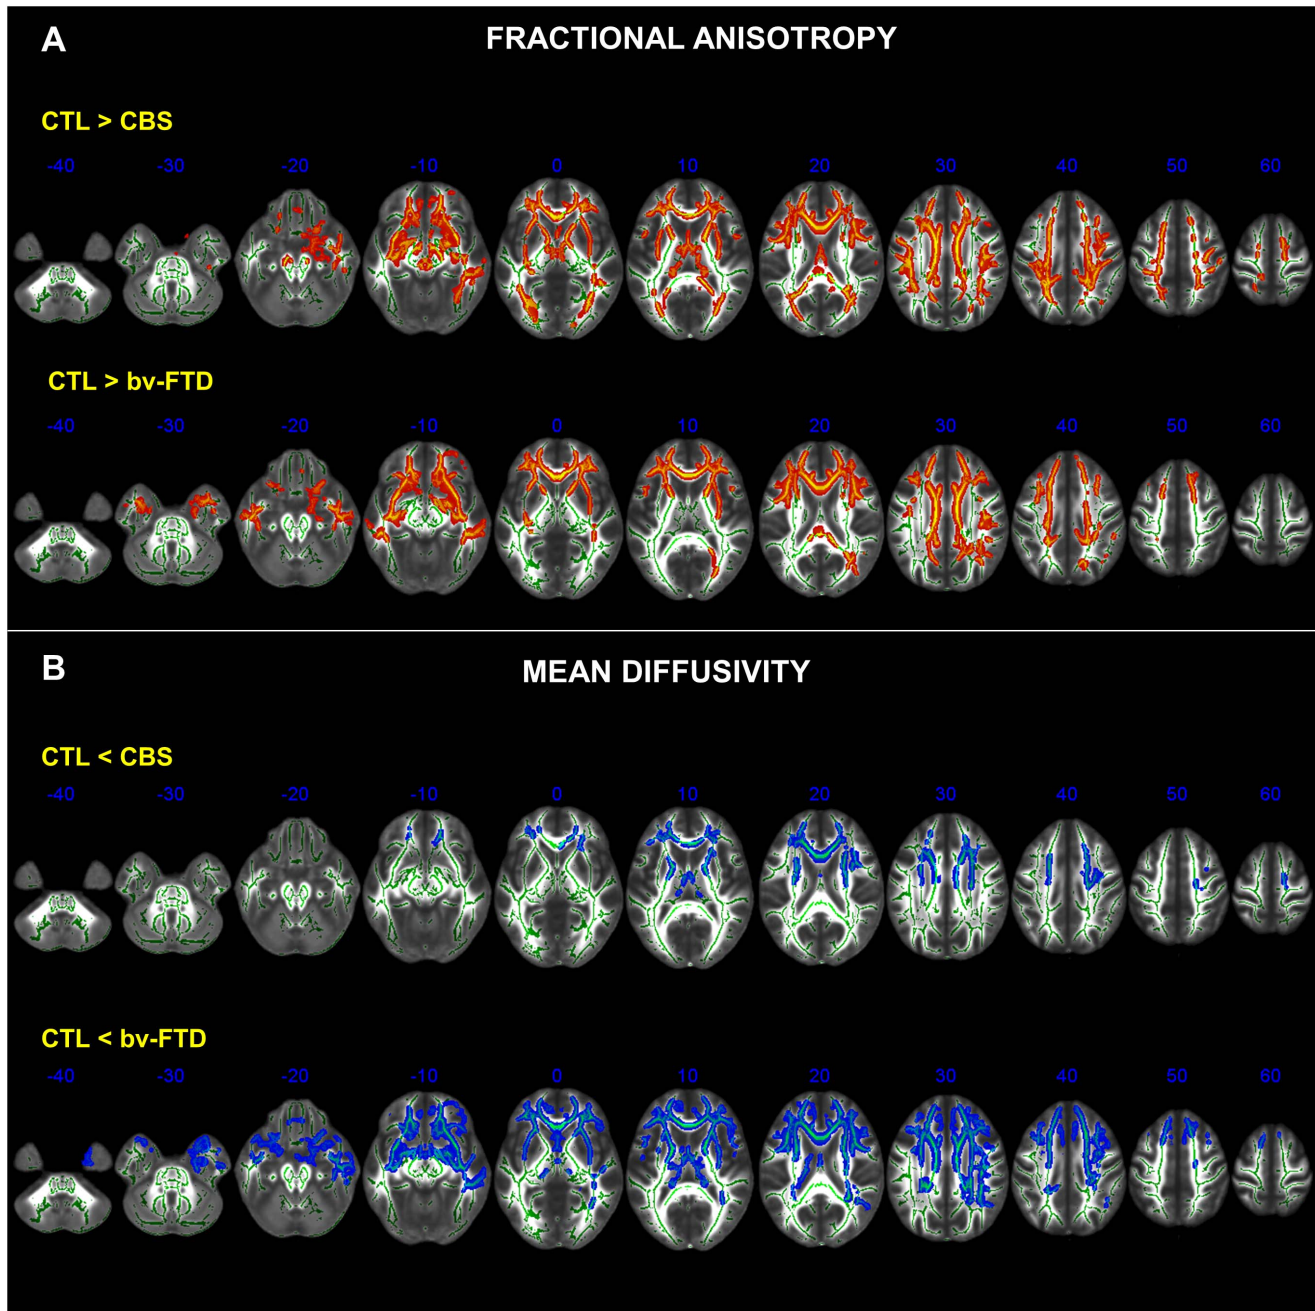 A
FRACTIONAL ANISOTROPY
CTL > CBS
-40 -30 -20 -10 0 10 20 30 40 50 60
CTL > bv-FTD
-40 -30 -20 -10 0 10 20 30 40 50 60
B
MEAN DIFFUSIVITY
CTL < CBS
-40 -30 -20 -10 0 10 20 30 40 50 60
CTL < bv-FTD
-40 -30 -20 -10 0 10 20 30 40 50 60